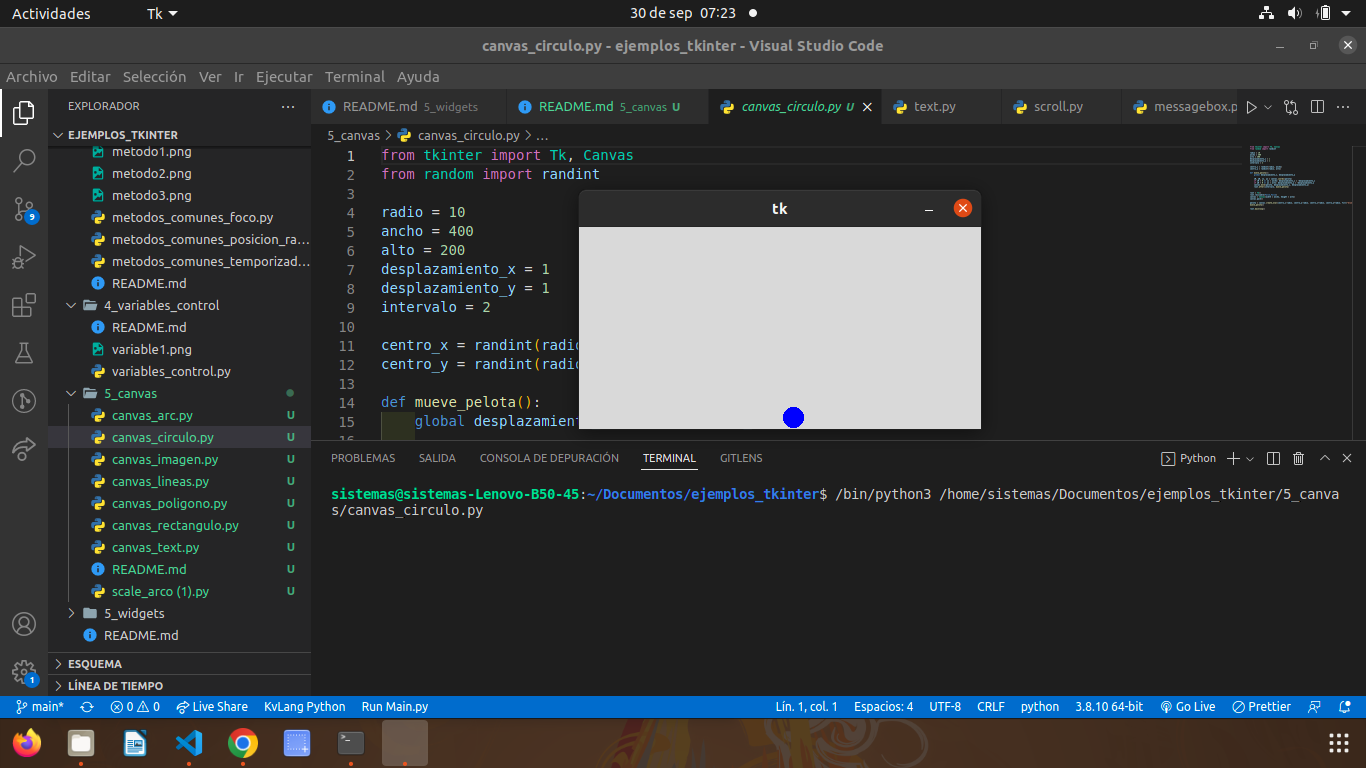 Actividades
Tk
30 de sep 07:23
canvas_circulo.py - ejemplos_tkinter - Visual Studio Code
Archivo Editar Selección Ver Ir Ejecutar Terminal Ayuda
EXPLORADOR
EJEMPLOS_TKINTER
metodo1.png
metodo2.png
metodo3.png
metodos_comunes_foco.py
metodos_comunes_posicion_ra...
metodos_comunes_temporizad...
README.md
4_variables_control
README.md
variable1.png
variables_control.py
5_canvas
canvas_arc.py U
canvas_circulo.py U
canvas_imagen.py U
canvas_lineas.py U
canvas_poligono.py U
canvas_rectangulo.py U
canvas_text.py U
README.md U
scale_arco (1).py U
5_widgets
README.md
ESQUEMA
LÍNEA DE TIEMPO
9
1
README.md 5_widgets
README.md 5_canvas U
canvas_circulo.py U
text.py
scroll.py
messagebox.p
5_canvas > canvas_circulo.py > ...
1 from tkinter import Tk, Canvas
2 from random import randint
3
4 radio = 10
5 ancho = 400
6 alto = 200
7 desplazamiento_x = 1
8 desplazamiento_y = 1
9 intervalo = 2
10
11 centro_x = randint(radio
12 centro_y = randint(radio
13
14 def mueve_pelota():
15 global desplazamient
16
tk
PROBLEMAS SALIDA CONSOLA DE DEPURACIÓN TERMINAL GITLENS
Python
sistemas@sistemas-Lenovo-B50-45:~/Documentos/ejemplos_tkinter$ /bin/python3 /home/sistemas/Documentos/ejemplos_tkinter/5_canva
s/canvas_circulo.py
main* 0 0 Live Share KvLang Python Run Main.py
Lín. 1, col. 1 Espacios: 4 UTF-8 CRLF python 3.8.10 64-bit Go Live Prettier